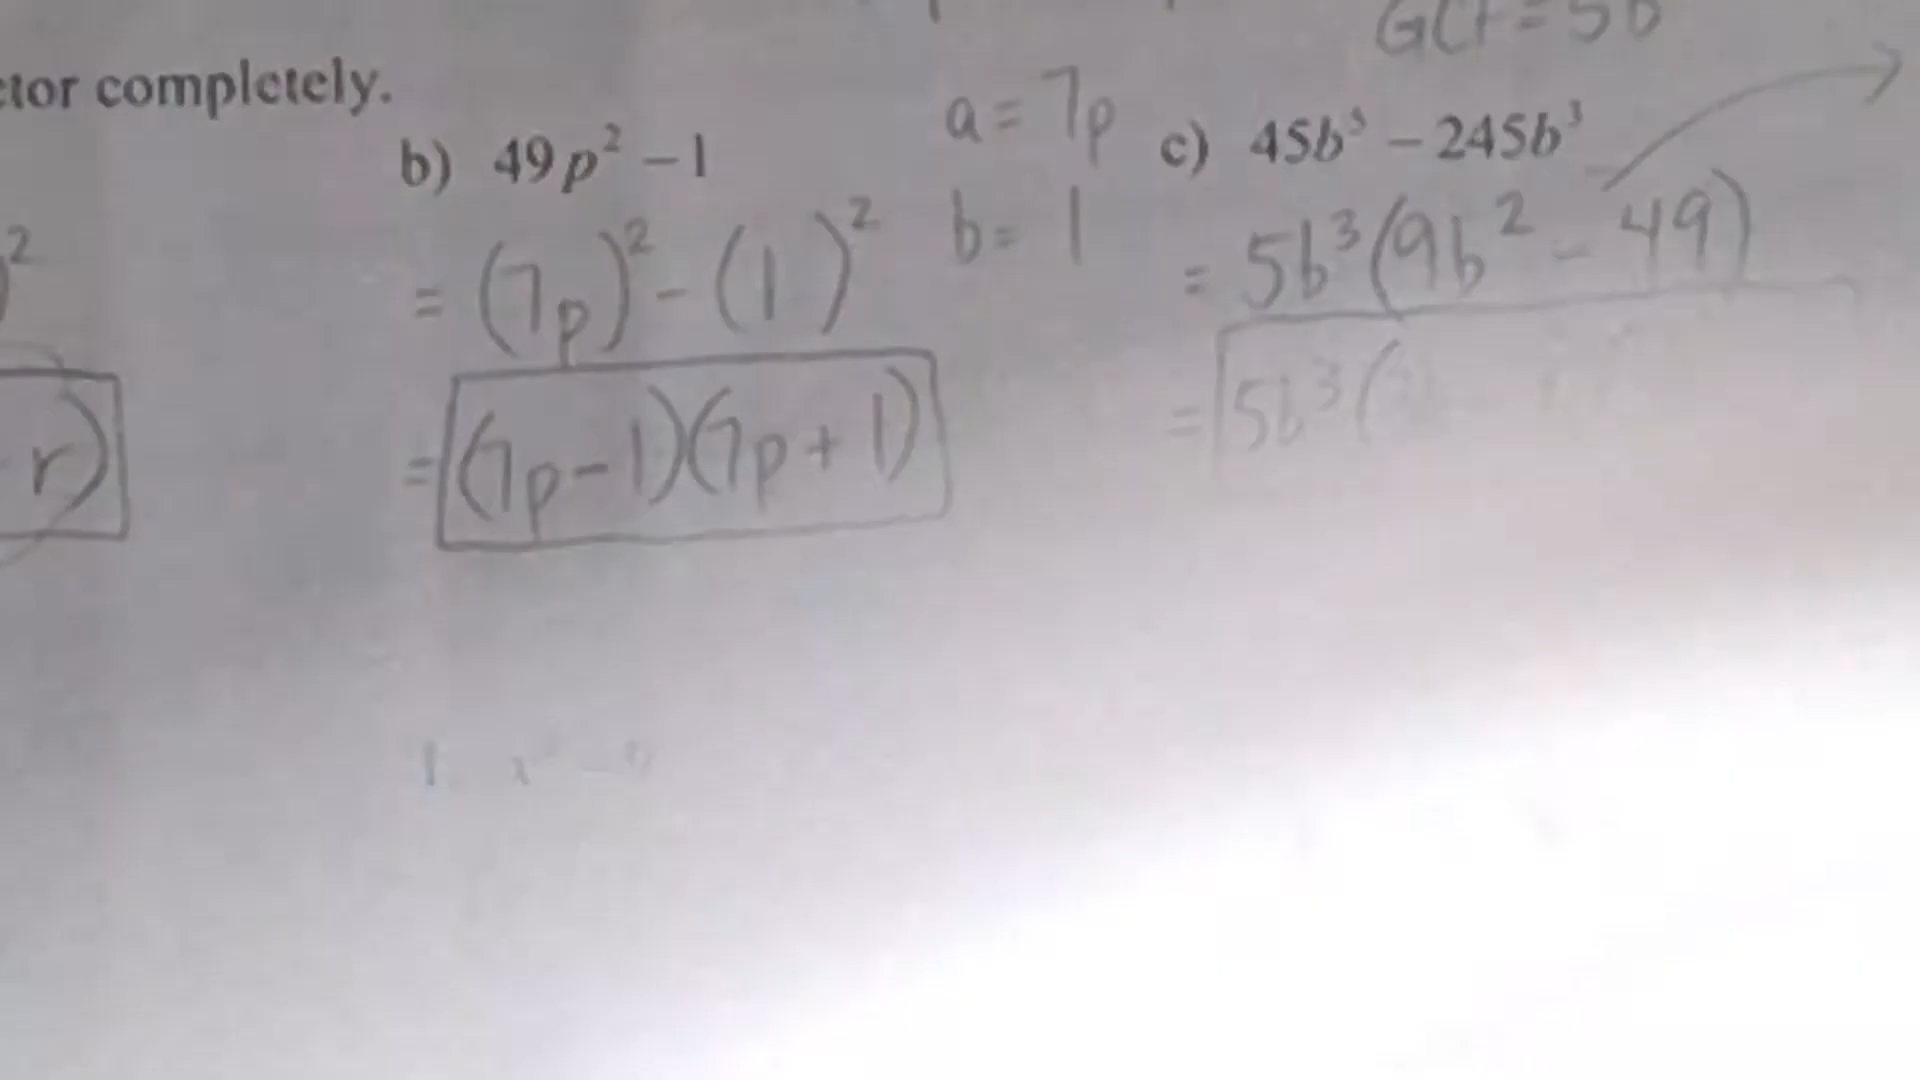 GCF = 5b
ctor completely.
b) 49p² − 1
a = 7p
b = 1
c) 45b⁵ − 245b³
²
= (7p)² − (1)²
= 5b³(9b² − 49)
r)
= (7p−1)(7p+1)
= 5b³(